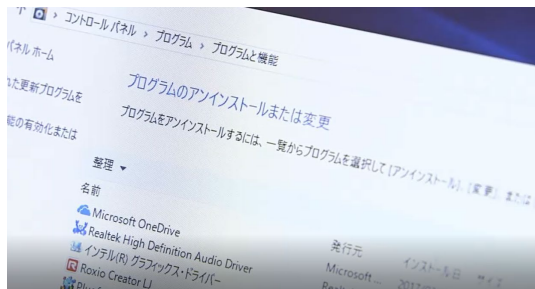 コントロール パネル › プログラム › プログラムと機能
パネル ホーム
プログラムのアンインストールまたは変更
れた更新プログラムを
プログラムをアンインストールするには、一覧からプログラムを選択して [アンインストール]、[変更]、または
能の有効化または
整理
名前
発行元
インストール日
サイズ
Microsoft OneDrive
Microsoft ...
Realtek High Definition Audio Driver
インテル(R) グラフィックス・ドライバー
Roxio Creator LJ